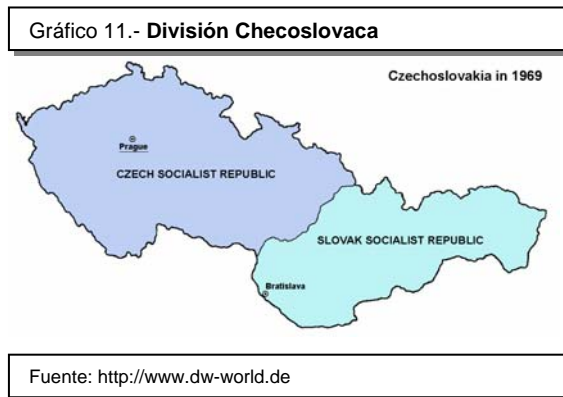 Gráfico 11.- División Checoslovaca
Czechoslovakia in 1969
Prague
CZECH SOCIALIST REPUBLIC
SLOVAK SOCIALIST REPUBLIC
Bratislava
Fuente: http://www.dw-world.de